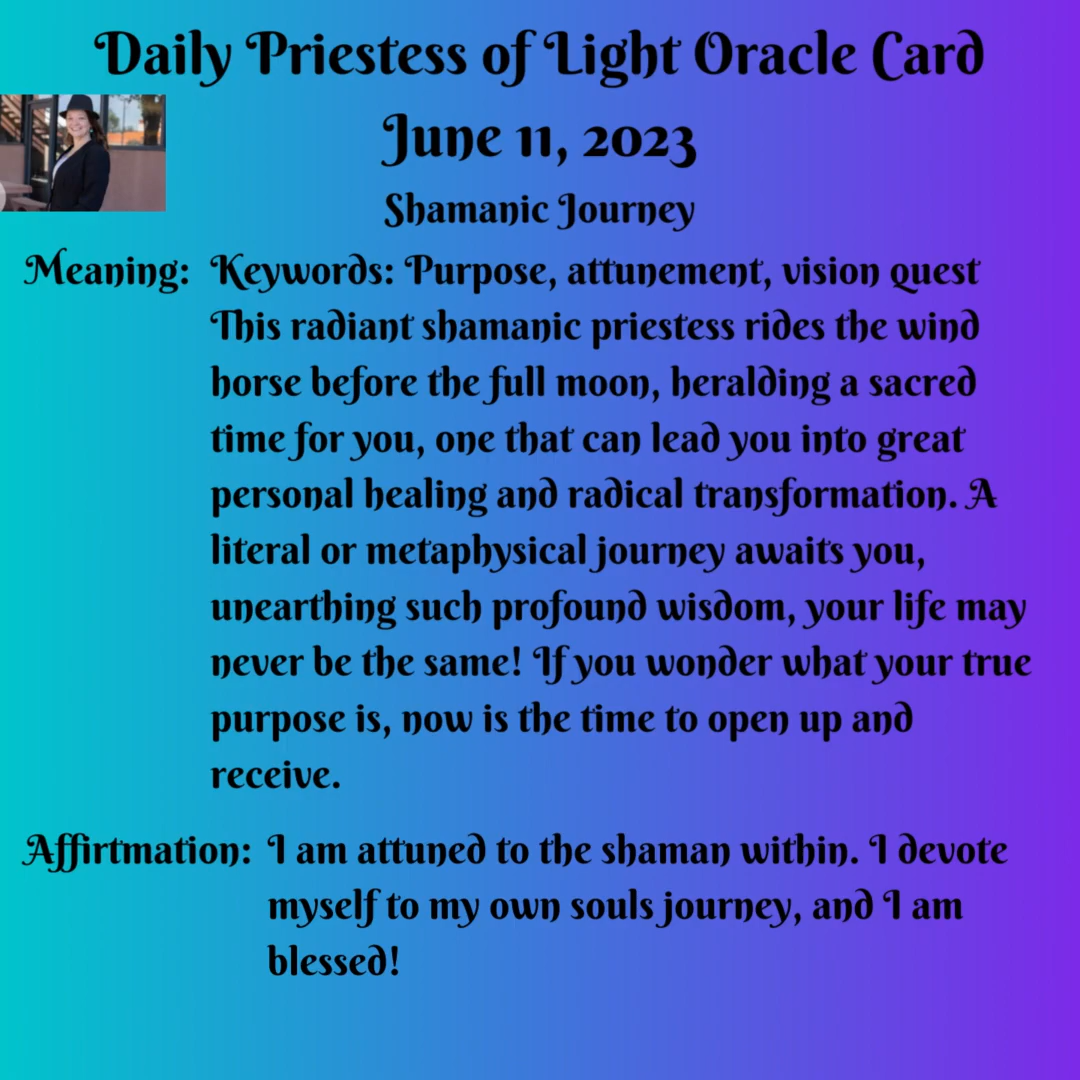 Daily Priestess of Light Oracle Card
June 11, 2023
Shamanic Journey
Meaning: Keywords: Purpose, attunement, vision quest
This radiant shamanic priestess rides the wind
horse before the full moon, heralding a sacred
time for you, one that can lead you into great
personal healing and radical transformation. A
literal or metaphysical journey awaits you,
unearthing such profound wisdom, your life may
never be the same! If you wonder what your true
purpose is, now is the time to open up and
receive.
Affirtmation: I am attuned to the shaman within. I devote
myself to my own souls journey, and I am
blessed!